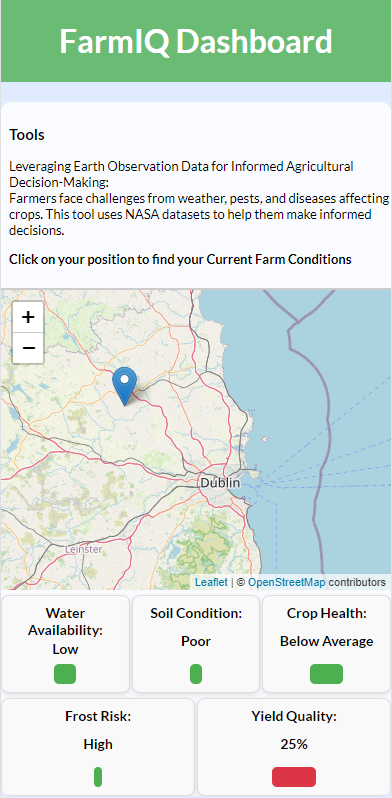 FarmIQ Dashboard
Tools
Leveraging Earth Observation Data for Informed Agricultural
Decision-Making:
Farmers face challenges from weather, pests, and diseases affecting
crops. This tool uses NASA datasets to help them make informed
decisions.
Click on your position to find your Current Farm Conditions
+
−
Dublin
Leinster
Leaflet | © OpenStreetMap contributors
Water
Availability:
Low
Soil Condition:
Poor
Crop Health:
Below Average
Frost Risk:
High
Yield Quality:
25%